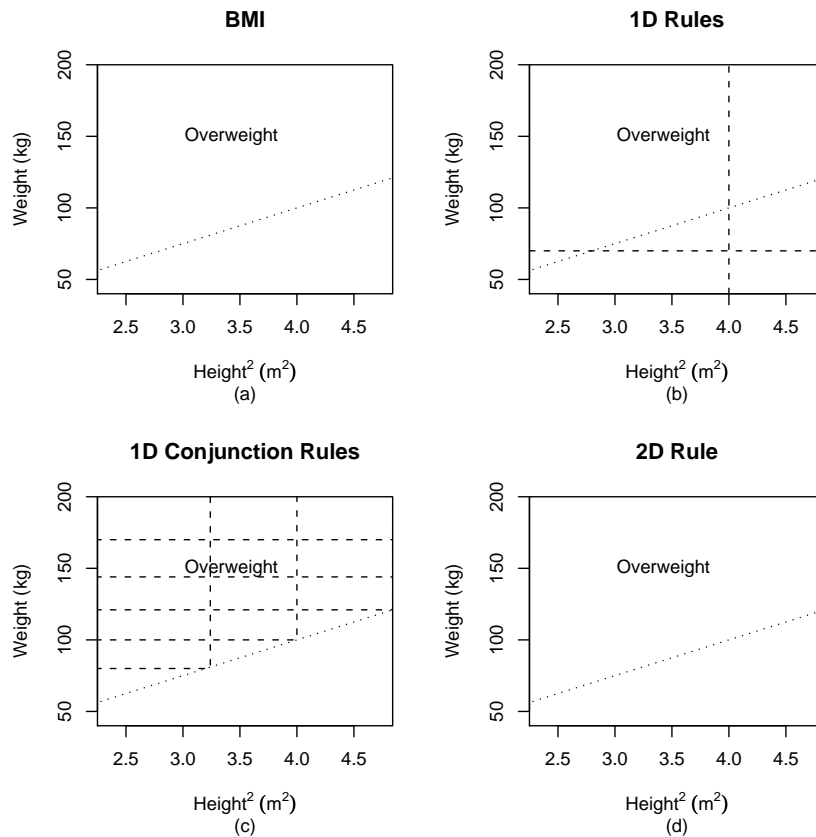 BMI
200
150
100
50
Weight (kg)
Overweight
2.5 3.0 3.5 4.0 4.5
Height² (m²)
(a)
1D Rules
200
150
100
50
Weight (kg)
Overweight
2.5 3.0 3.5 4.0 4.5
Height² (m²)
(b)
1D Conjunction Rules
200
150
100
50
Weight (kg)
Overweight
2.5 3.0 3.5 4.0 4.5
Height² (m²)
(c)
2D Rule
200
150
100
50
Weight (kg)
Overweight
2.5 3.0 3.5 4.0 4.5
Height² (m²)
(d)